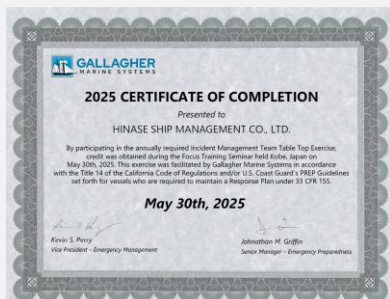 GALLAGHER
MARINE SYSTEMS
2025 CERTIFICATE OF COMPLETION
Presented to
HINASE SHIP MANAGEMENT CO., LTD.
By participating in the annually required Incident Management Team Table Top Exercise,
credit was obtained during the Focus Training Seminar held Kobe, Japan on
May 30th, 2025. This exercise was facilitated by Gallagher Marine Systems in accordance
with the Title 14 of the California Code of Regulations and/or U.S. Coast Guard's PREP Guidelines
set forth for vessels who are required to maintain a Response Plan under 33 CFR 155.
May 30th, 2025
Kevin S. Perry
Vice President – Emergency Management
Johnathan M. Griffin
Senior Manager – Emergency Preparedness